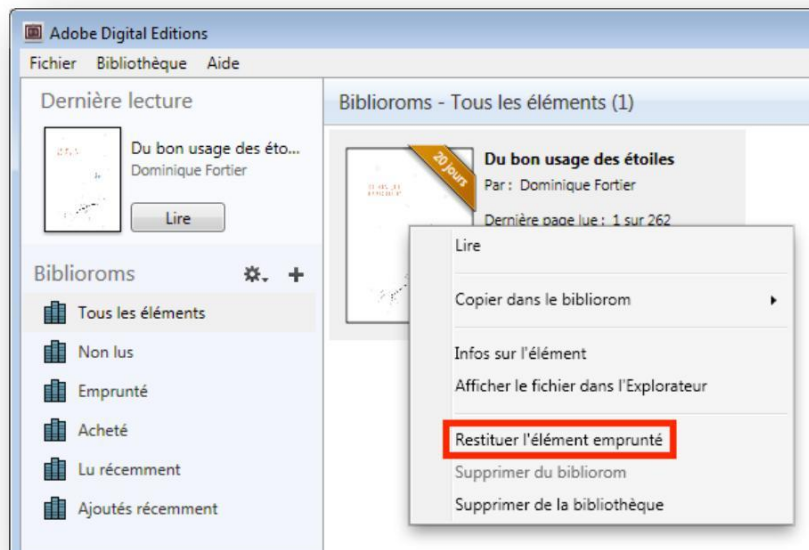 Adobe Digital Editions
Fichier Bibliothèque Aide
Dernière lecture
Du bon usage des éto...
Dominique Fortier
Lire
Biblioroms
Tous les éléments
Non lus
Emprunté
Acheté
Lu récemment
Ajoutés récemment
Biblioroms - Tous les éléments (1)
20 jours
Du bon usage des étoiles
Par : Dominique Fortier
Dernière page lue : 1 sur 262
Lire
Copier dans le bibliorom
Infos sur l'élément
Afficher le fichier dans l'Explorateur
Restituer l'élément emprunté
Supprimer du bibliorom
Supprimer de la bibliothèque